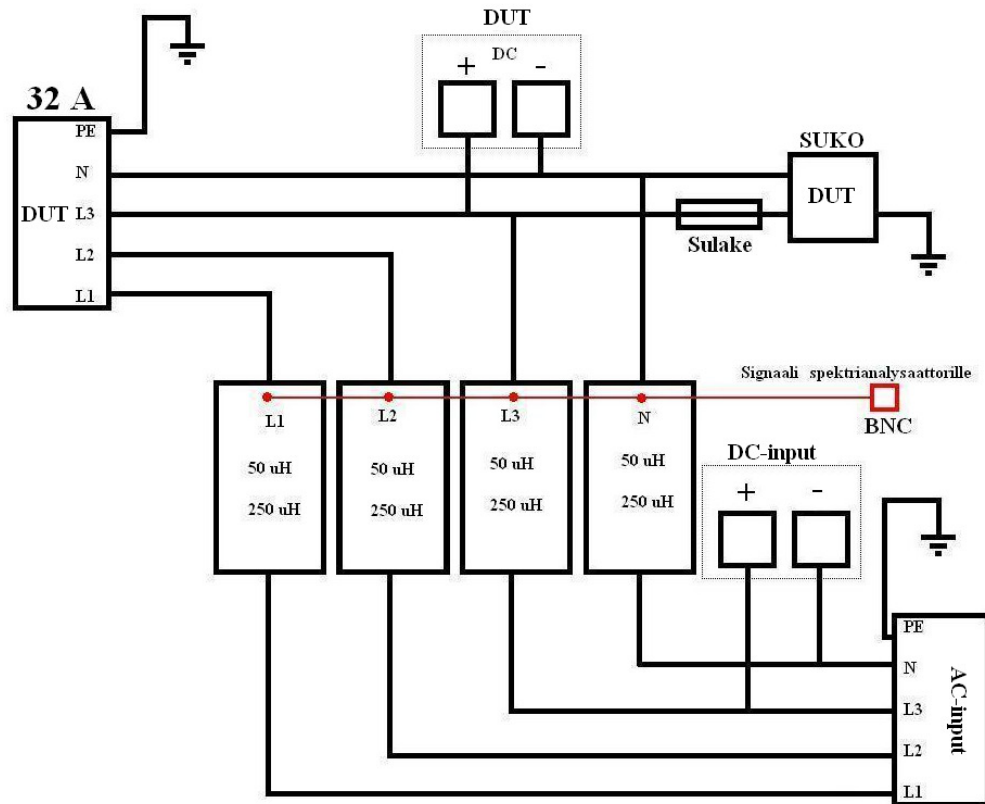 DUT
DC
+ -
32 A
PE
N
DUT L3
L2
L1
SUKO
DUT
Sulake
Signaali spektrianalysaattorille
BNC
L1
50 uH
250 uH
L2
50 uH
250 uH
L3
50 uH
250 uH
N
50 uH
250 uH
DC-input
+ -
PE
N
L3
L2
L1
AC-input